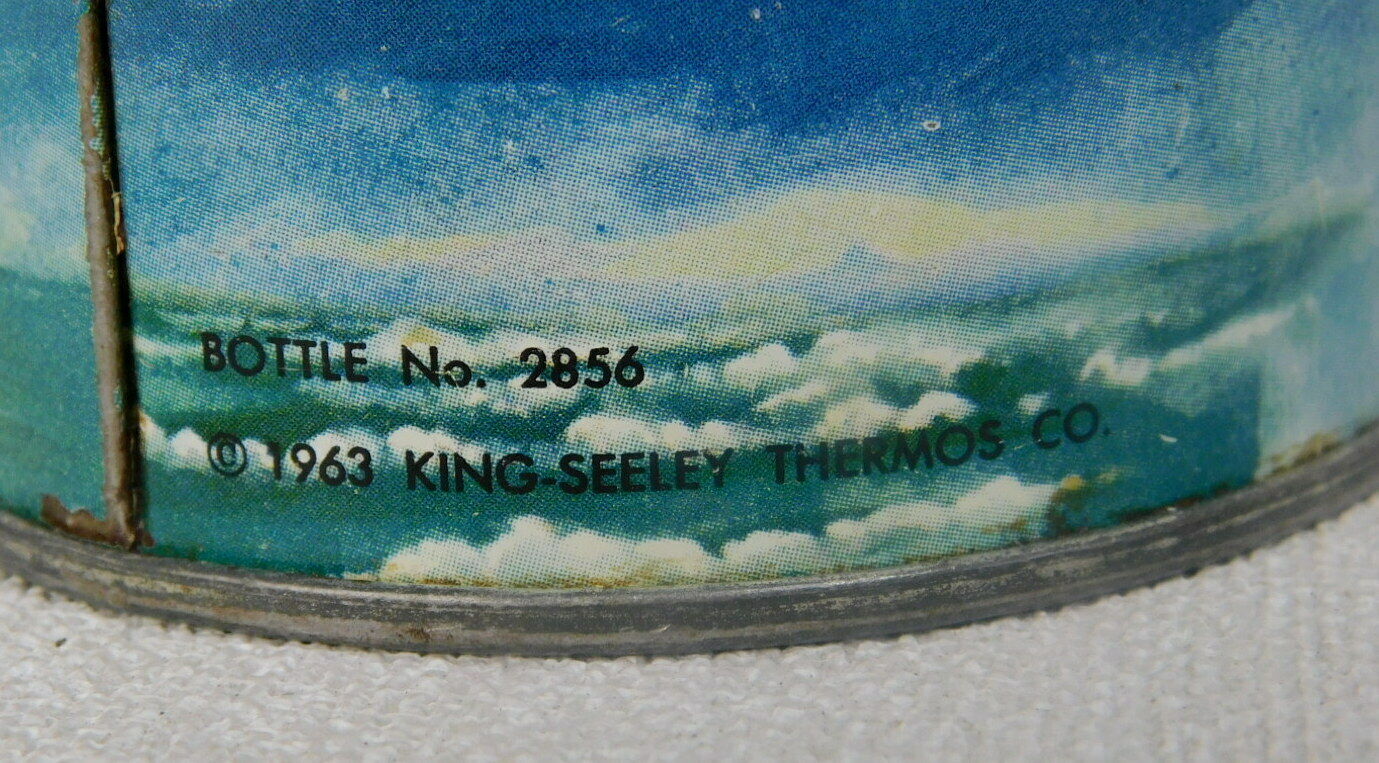 BOTTLE No. 2856
© 1963 KING-SEELEY THERMOS CO.